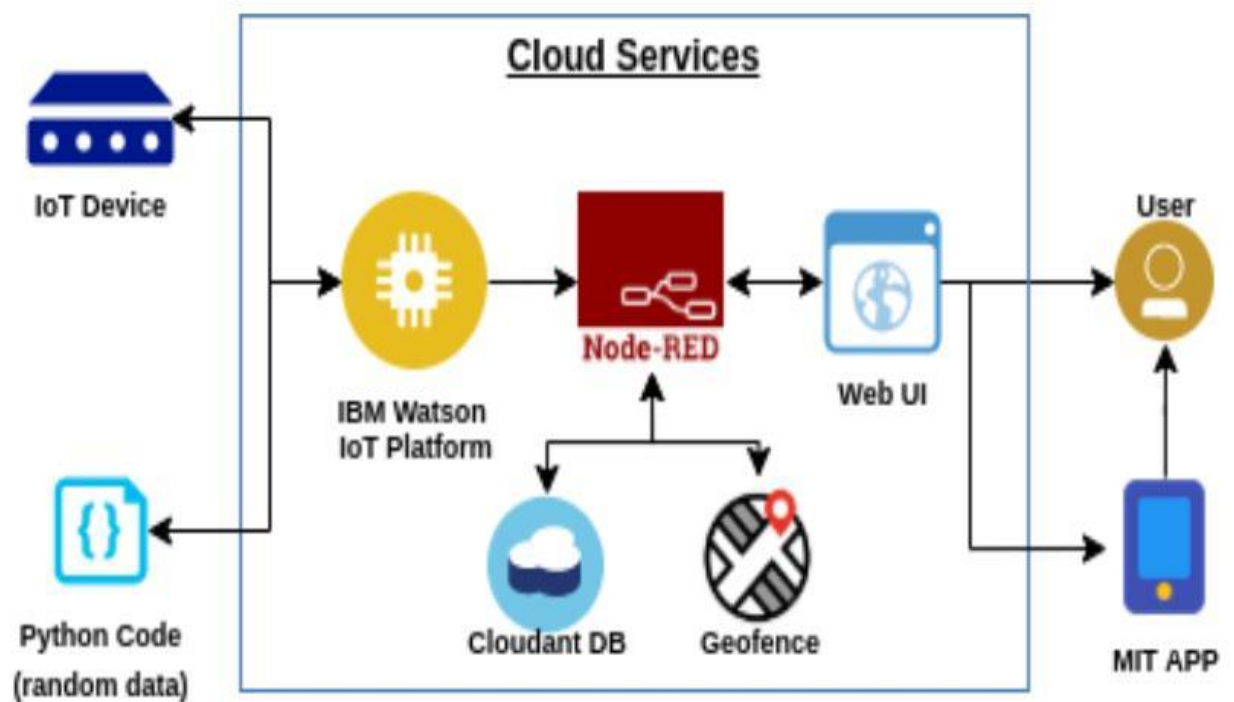 Cloud Services
IoT Device
User
Node-RED
Web UI
IBM Watson
IoT Platform
Python Code
(random data)
Cloudant DB
Geofence
MIT APP